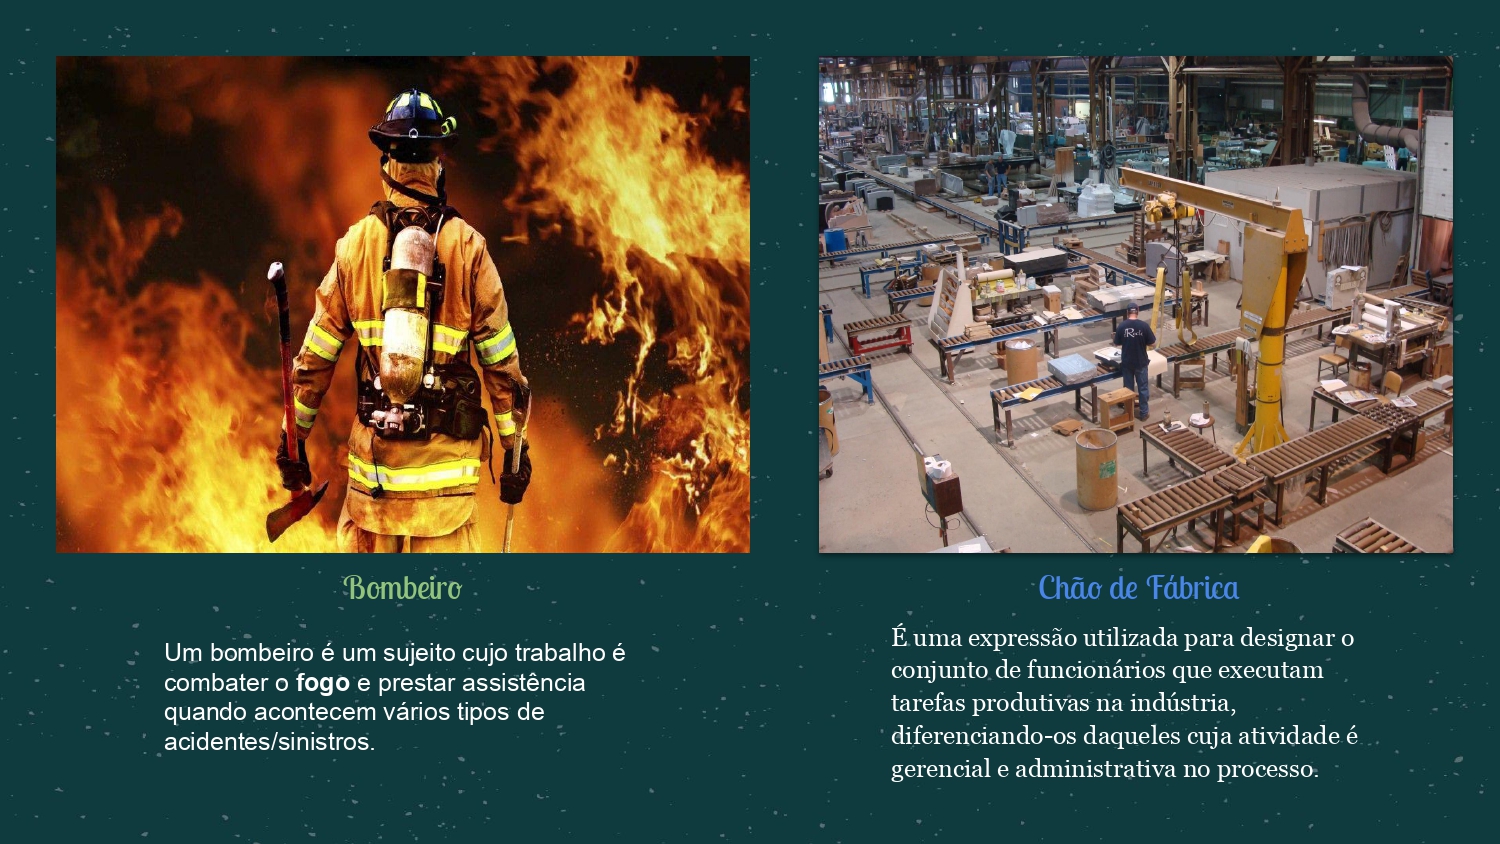 Bombeiro
Um bombeiro é um sujeito cujo trabalho é
combater o fogo e prestar assistência
quando acontecem vários tipos de
acidentes/sinistros.
Chão de Fábrica
É uma expressão utilizada para designar o
conjunto de funcionários que executam
tarefas produtivas na indústria,
diferenciando-os daqueles cuja atividade é
gerencial e administrativa no processo.